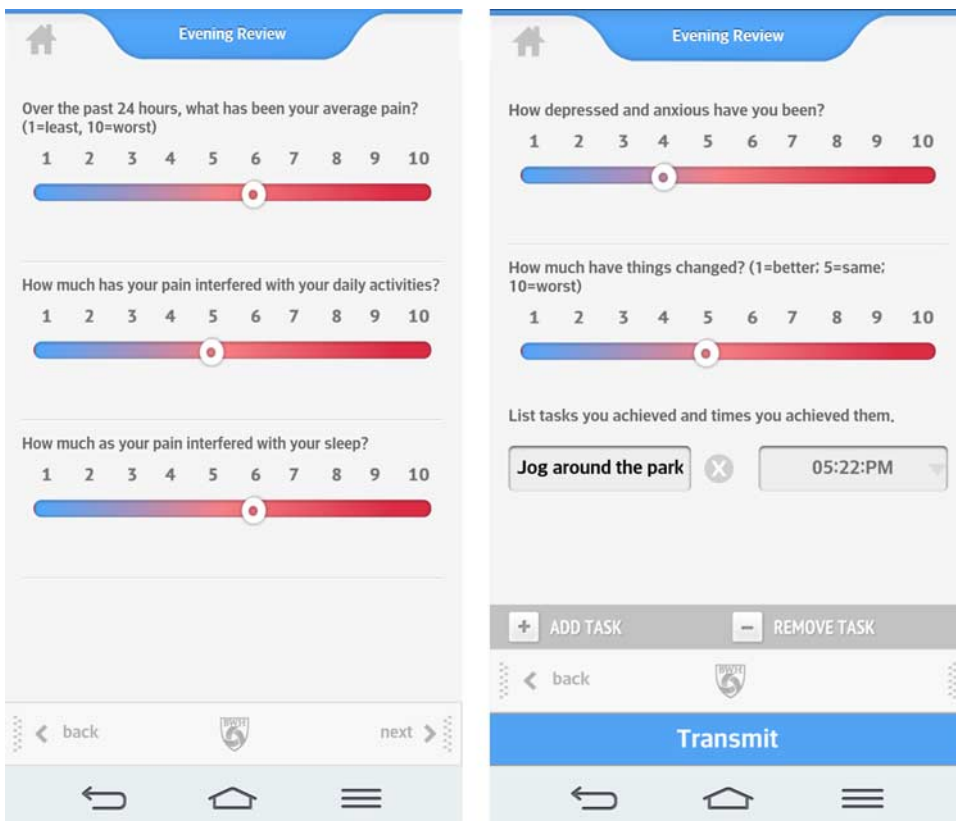 Evening Review
Over the past 24 hours, what has been your average pain?
(1=least, 10=worst)
1 2 3 4 5 6 7 8 9 10
How much has your pain interfered with your daily activities?
1 2 3 4 5 6 7 8 9 10
How much as your pain interfered with your sleep?
1 2 3 4 5 6 7 8 9 10
back
BWH
next
Evening Review
How depressed and anxious have you been?
1 2 3 4 5 6 7 8 9 10
How much have things changed? (1=better; 5=same;
10=worst)
1 2 3 4 5 6 7 8 9 10
List tasks you achieved and times you achieved them.
Jog around the park 05:22:PM
+ ADD TASK - REMOVE TASK
back
BWH
Transmit